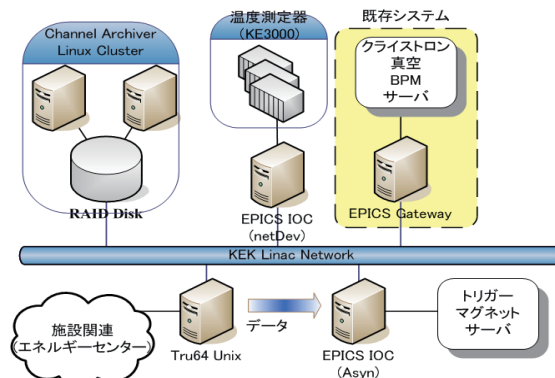 Channel Archiver
Linux Cluster
RAID Disk
温度測定器
(KE3000)
EPICS IOC
(netDev)
既存システム
クライストロン
真空
BPM
サーバ
EPICS Gateway
KEK Linac Network
施設関連
(エネルギーセンター)
Tru64 Unix
データ
EPICS IOC
(Asyn)
トリガー
マグネット
サーバ